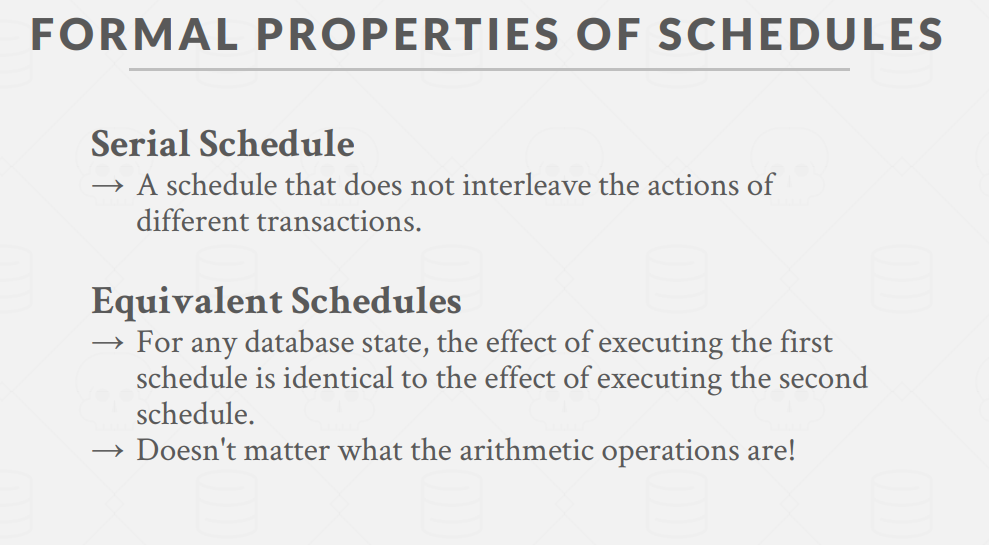 FORMAL PROPERTIES OF SCHEDULES
Serial Schedule
→ A schedule that does not interleave the actions of
different transactions.
Equivalent Schedules
→ For any database state, the effect of executing the first
schedule is identical to the effect of executing the second
schedule.
→ Doesn't matter what the arithmetic operations are!